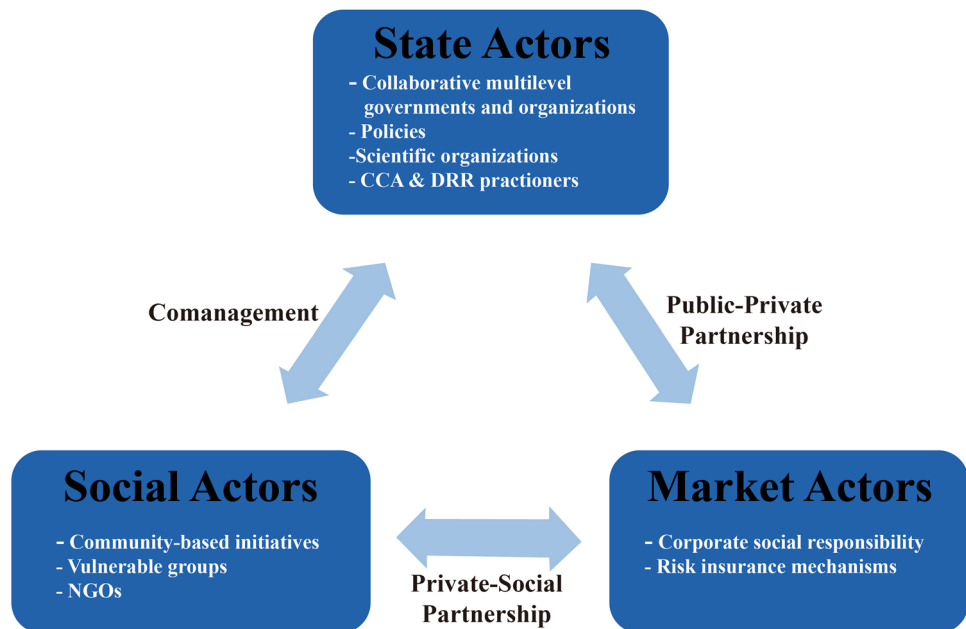 State Actors
- Collaborative multilevel
governments and organizations
- Policies
-Scientific organizations
- CCA & DRR practioners
Comanagement
Public-Private
Partnership
Social Actors
- Community-based initiatives
- Vulnerable groups
- NGOs
Private-Social
Partnership
Market Actors
- Corporate social responsibility
- Risk insurance mechanisms